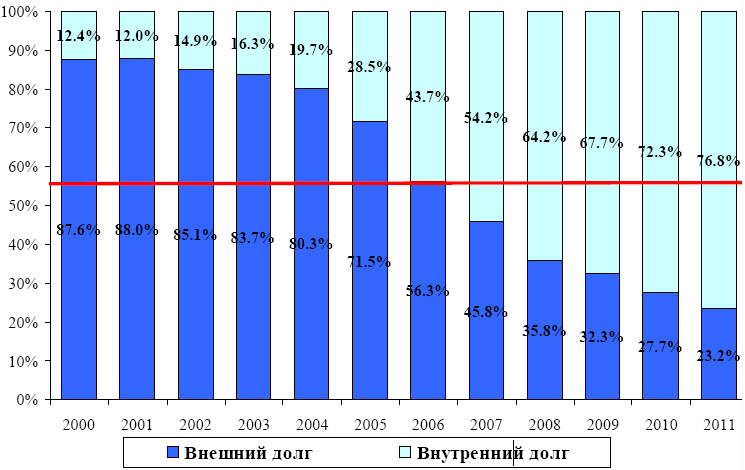 100%
90%
80%
70%
60%
50%
40%
30%
20%
10%
0%
12.4% 12.0% 14.9% 16.3% 19.7% 28.5% 43.7% 54.2% 64.2% 67.7% 72.3% 76.8%
87.6% 88.0% 85.1% 83.7% 80.3% 71.5% 56.3% 45.8% 35.8% 32.3% 27.7% 23.2%
2000 2001 2002 2003 2004 2005 2006 2007 2008 2009 2010 2011
Внешний долг Внутренний долг